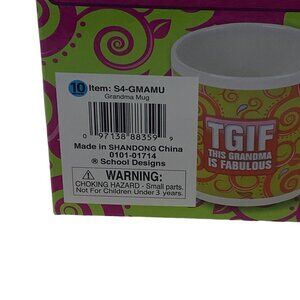 10 Item: S4-GMAMU
Grandma Mug
0 97138 88359 9
Made in SHANDONG China
0101-01714
® School Designs
WARNING:
CHOKING HAZARD - Small parts.
Not For Children Under 3 years.
TGIF
THIS GRANDMA
IS FABULOUS